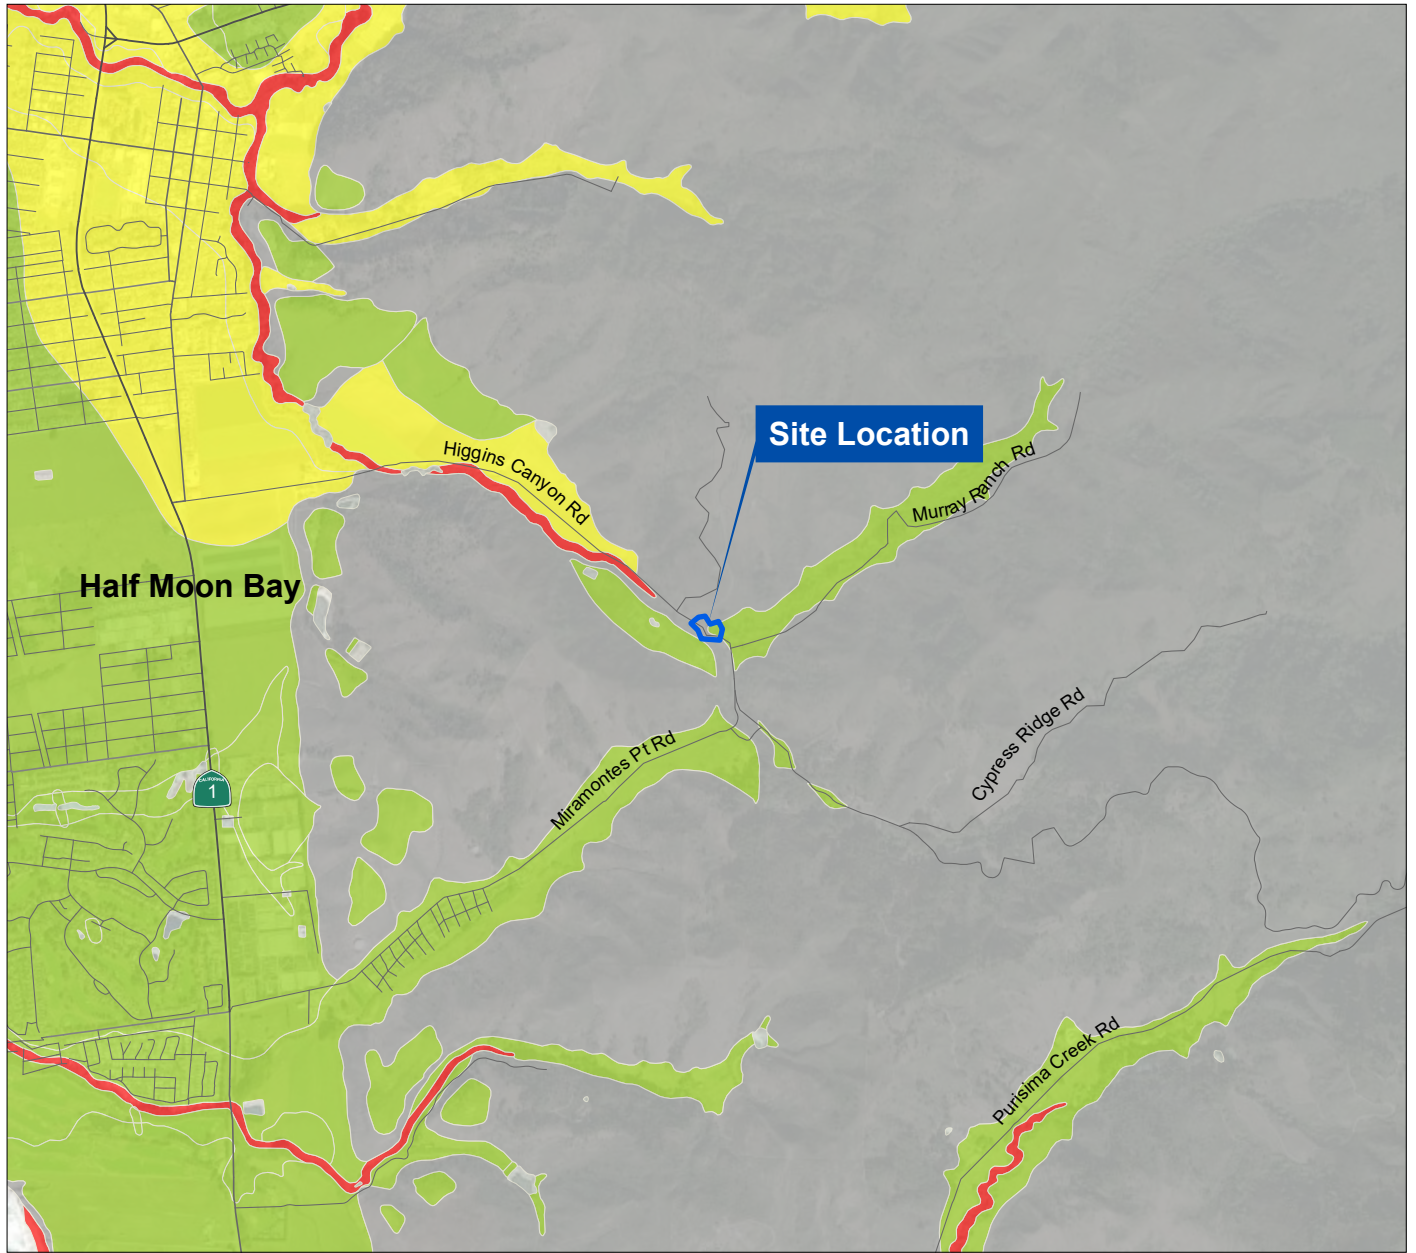 Site Location
Higgins Canyon Rd
Murray Ranch Rd
Half Moon Bay
Cypress Ridge Rd
Miramontes Pt Rd
CALIFORNIA
1
Purisima Creek Rd